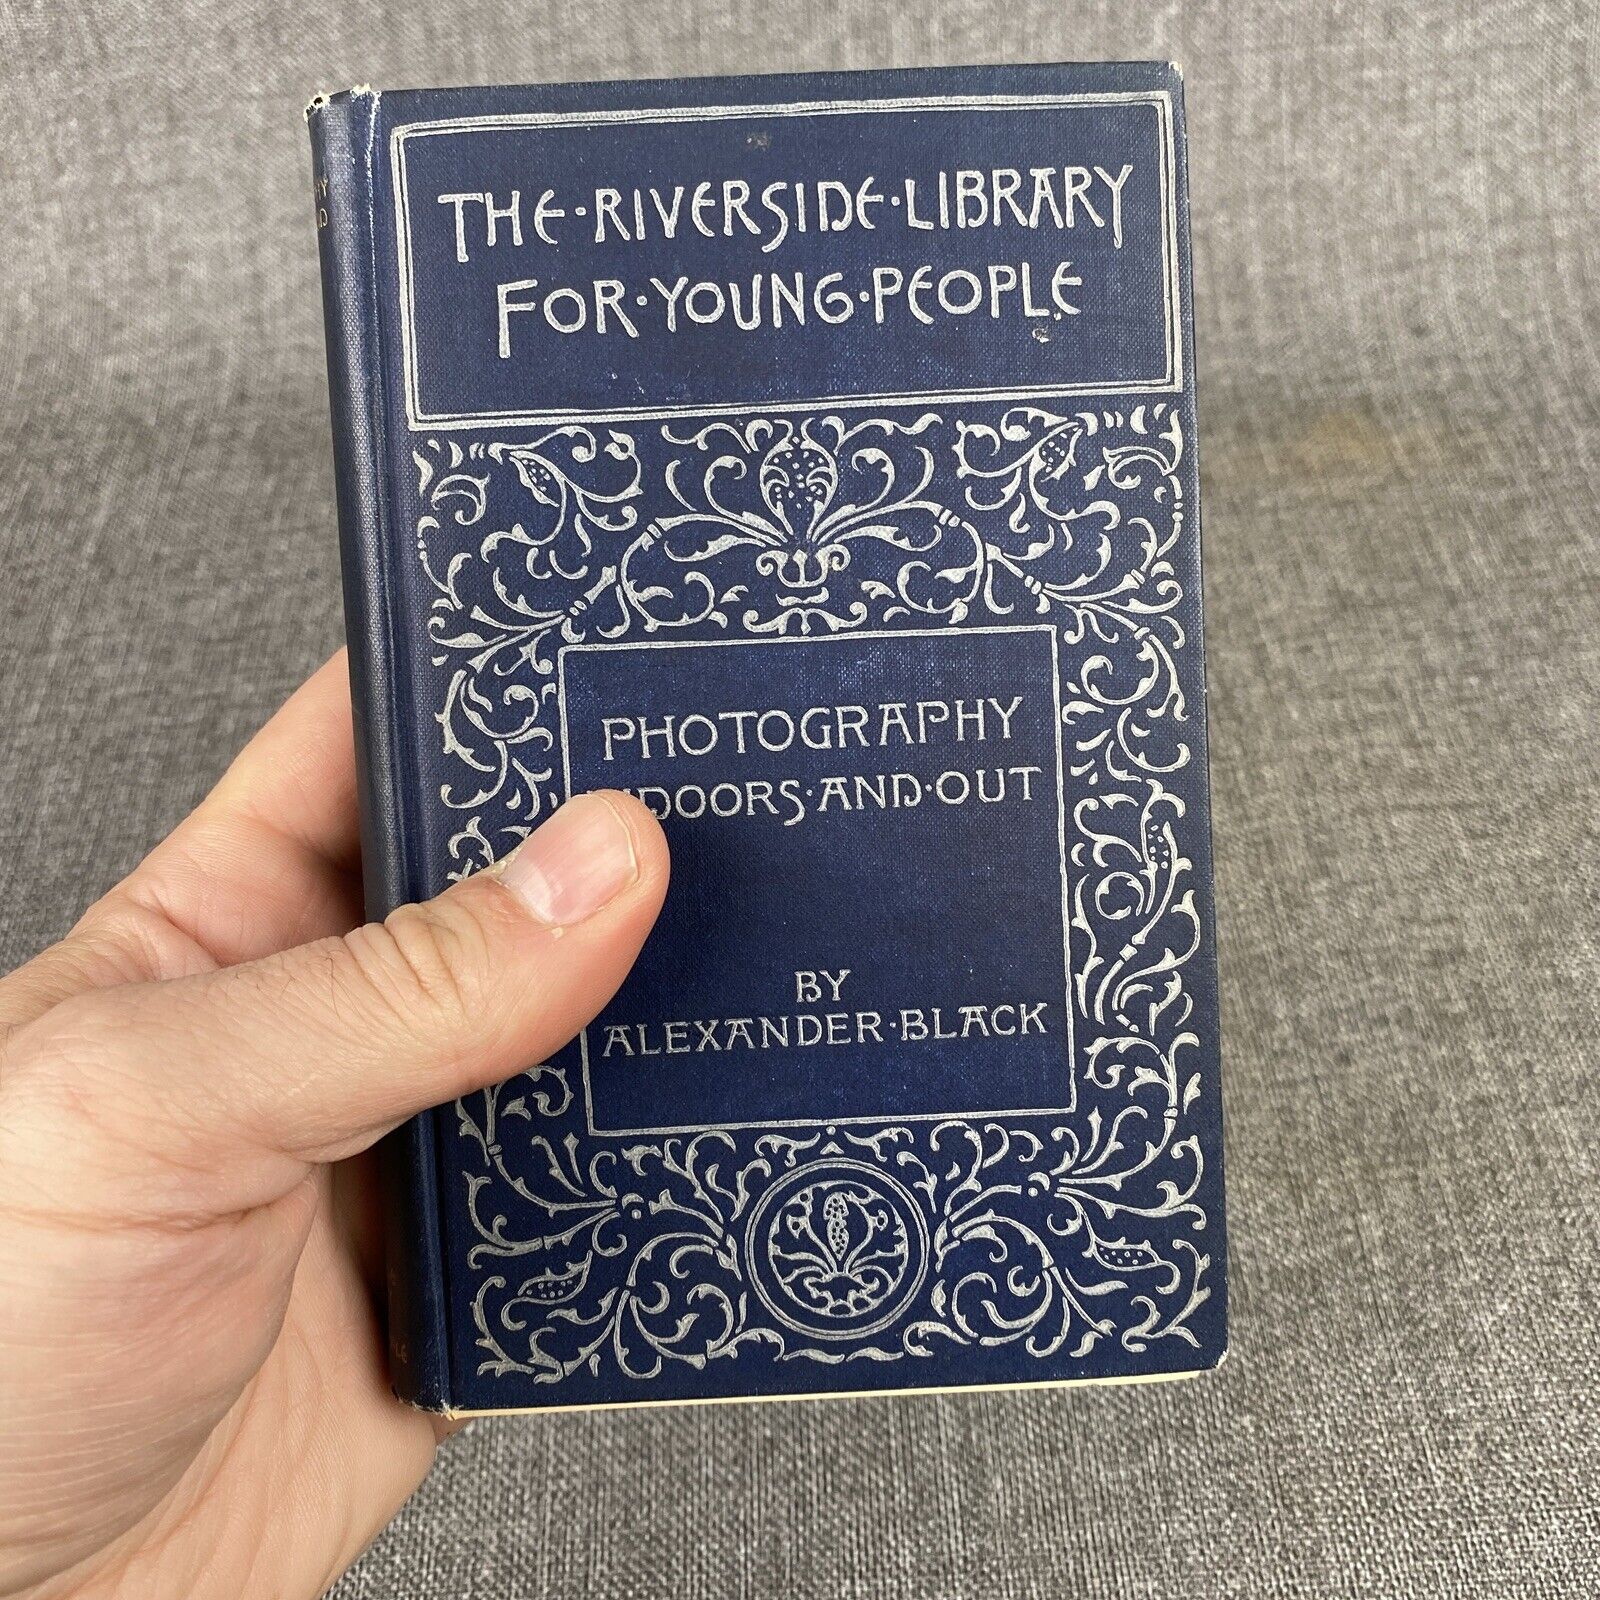 THE·RIVERSIDE·LIBRARY
FOR·YOUNG·PEOPLE
PHOTOGRAPHY
AND·OUT
BY
ALEXANDER·BLACK